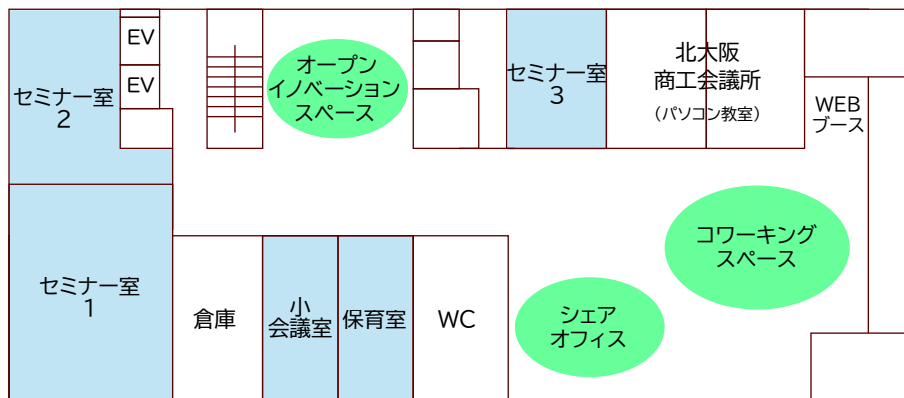 セミナー室
2
EV
EV
オープン
イノベーション
スペース
セミナー室
3
北大阪
商工会議所
(パソコン教室)
WEB
ブース
セミナー室
1
倉庫
小
会議室
保育室
WC
シェア
オフィス
コワーキング
スペース